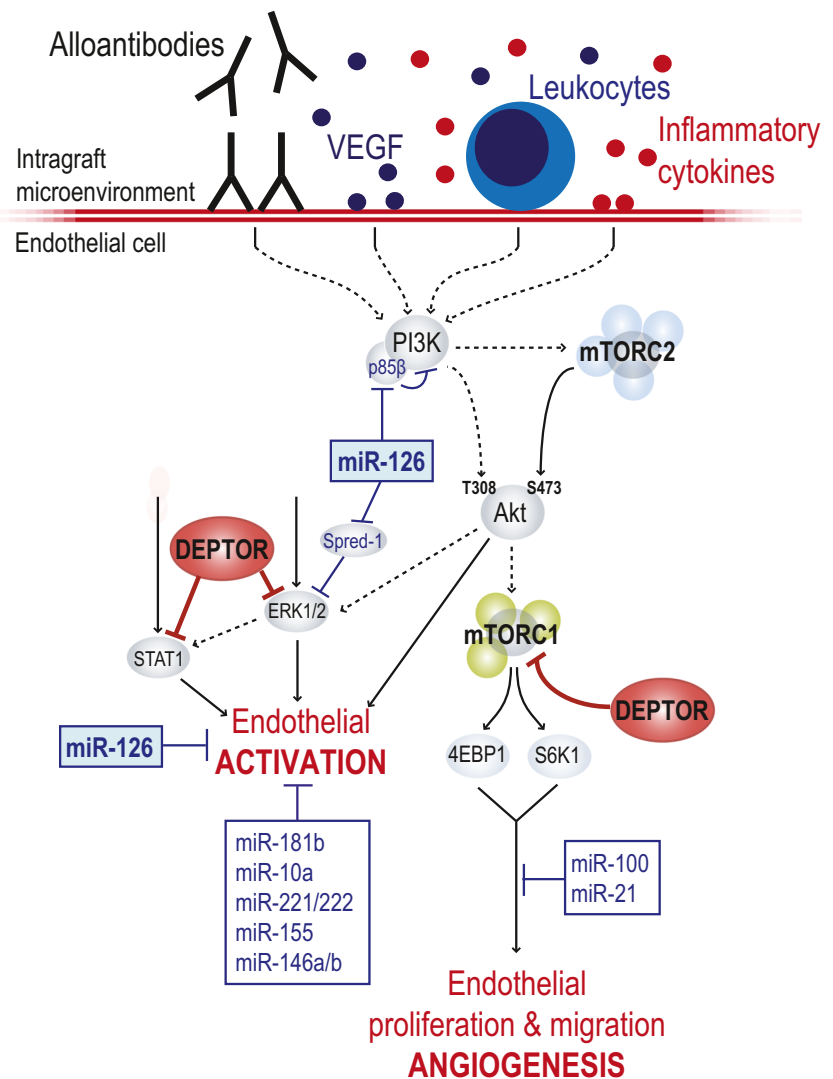 Alloantibodies
Leukocytes
VEGF
Inflammatory
cytokines
Intragraft
microenvironment
Endothelial cell
PI3K
p85β
mTORC2
miR-126
T308
S473
Akt
Spred-1
DEPTOR
ERK1/2
STAT1
mTORC1
DEPTOR
Endothelial
ACTIVATION
miR-126
4EBP1
S6K1
miR-181b
miR-10a
miR-221/222
miR-155
miR-146a/b
miR-100
miR-21
Endothelial
proliferation & migration
ANGIOGENESIS